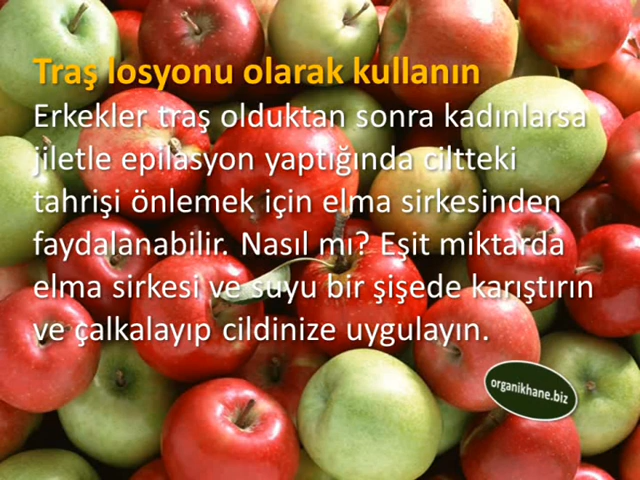 Traş losyonu olarak kullanın
Erkekler traş olduktan sonra kadınlarsa
jiletle epilasyon yaptığında ciltteki
tahrişi önlemek için elma sirkesinden
faydalanabilir. Nasıl mı? Eşit miktarda
elma sirkesi ve suyu bir şişede karıştırın
ve çalkalayıp cildinize uygulayın.
organikhane.biz